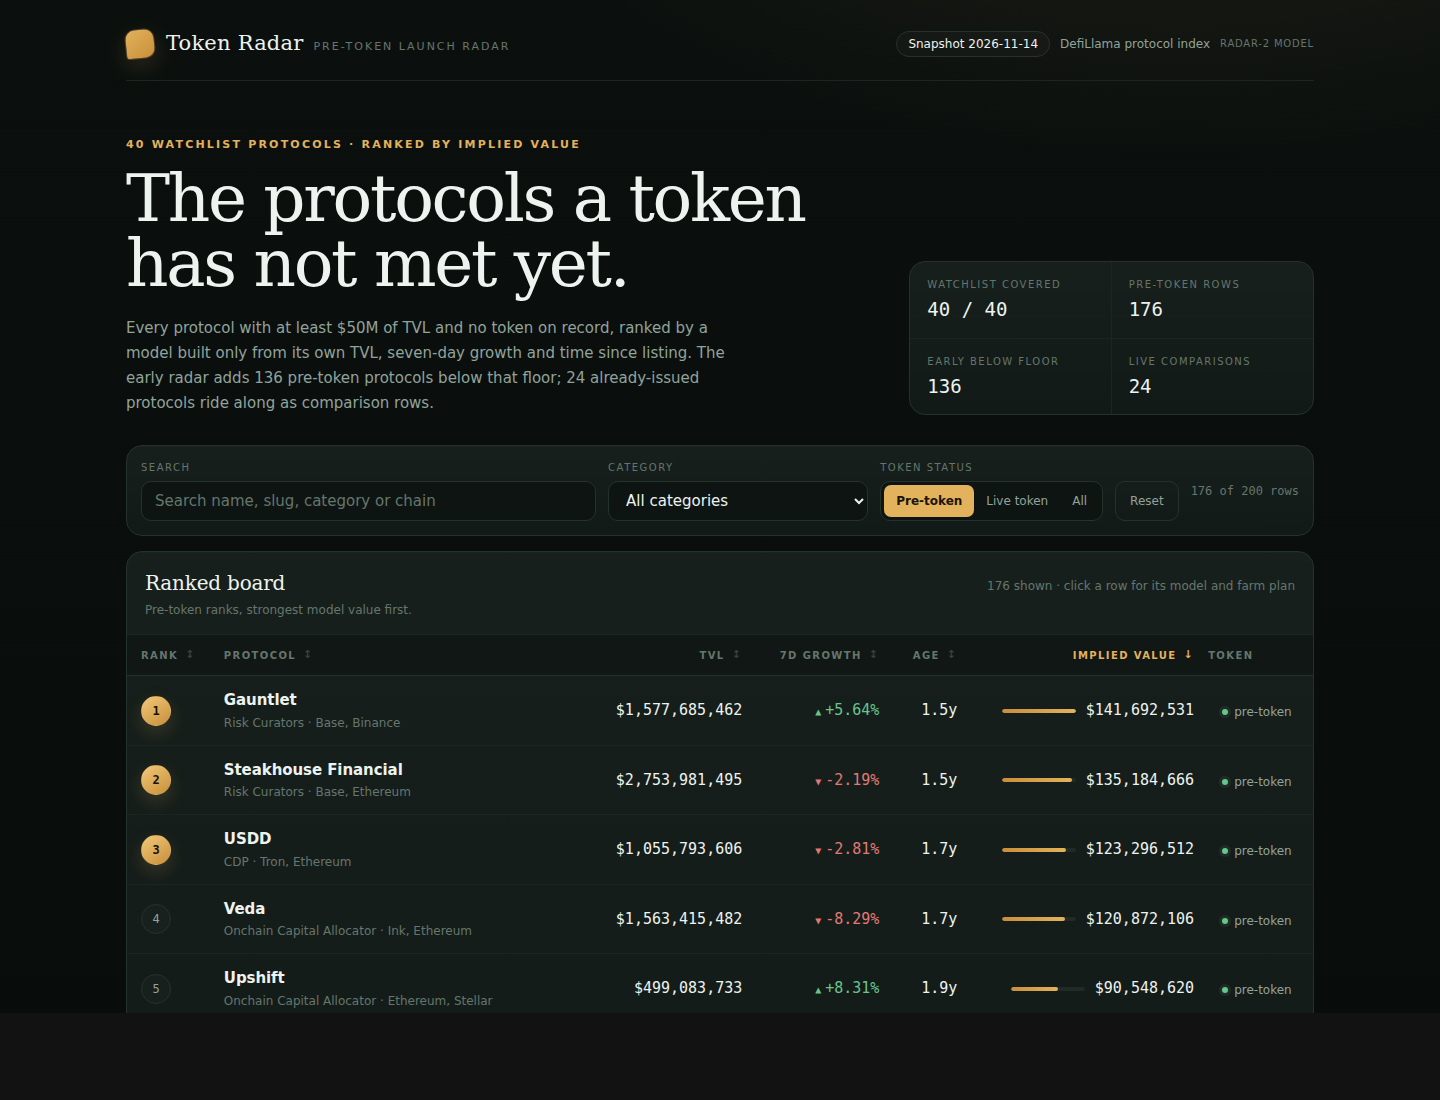 Token Radar PRE-TOKEN LAUNCH RADAR
Snapshot 2026-11-14 DefiLlama protocol index RADAR-2 MODEL
40 WATCHLIST PROTOCOLS · RANKED BY IMPLIED VALUE
The protocols a token
has not met yet.
Every protocol with at least $50M of TVL and no token on record, ranked by a
model built only from its own TVL, seven-day growth and time since listing. The
early radar adds 136 pre-token protocols below that floor; 24 already-issued
protocols ride along as comparison rows.
WATCHLIST COVERED
40 / 40
PRE-TOKEN ROWS
176
EARLY BELOW FLOOR
136
LIVE COMPARISONS
24
SEARCH
Search name, slug, category or chain
CATEGORY
All categories
TOKEN STATUS
Pre-token Live token All
Reset
176 of 200 rows
Ranked board
Pre-token ranks, strongest model value first.
176 shown · click a row for its model and farm plan
RANK ↕ PROTOCOL ↕ TVL ↕ 7D GROWTH ↕ AGE ↕ IMPLIED VALUE ↓ TOKEN
1 Gauntlet $1,577,685,462 ▲ +5.64% 1.5y $141,692,531 pre-token
Risk Curators · Base, Binance
2 Steakhouse Financial $2,753,981,495 ▼ -2.19% 1.5y $135,184,666 pre-token
Risk Curators · Base, Ethereum
3 USDD $1,055,793,606 ▼ -2.81% 1.7y $123,296,512 pre-token
CDP · Tron, Ethereum
4 Veda $1,563,415,482 ▼ -8.29% 1.7y $120,872,106 pre-token
Onchain Capital Allocator · Ink, Ethereum
5 Upshift $499,083,733 ▲ +8.31% 1.9y $90,548,620 pre-token
Onchain Capital Allocator · Ethereum, Stellar